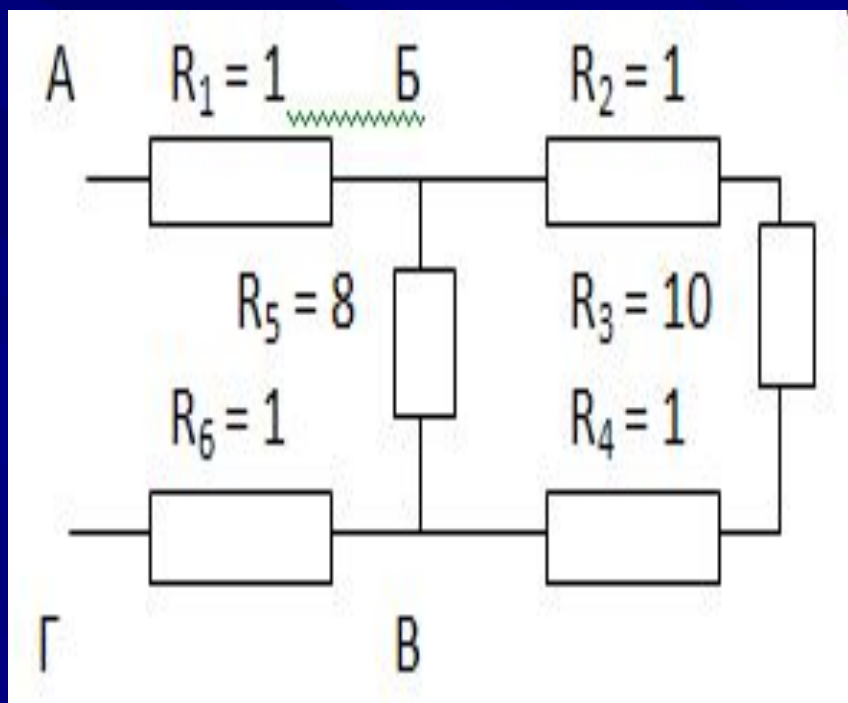 А R₁ = 1 Б R₂ = 1
R₅ = 8 R₃ = 10
R₆ = 1 R₄ = 1
Г В